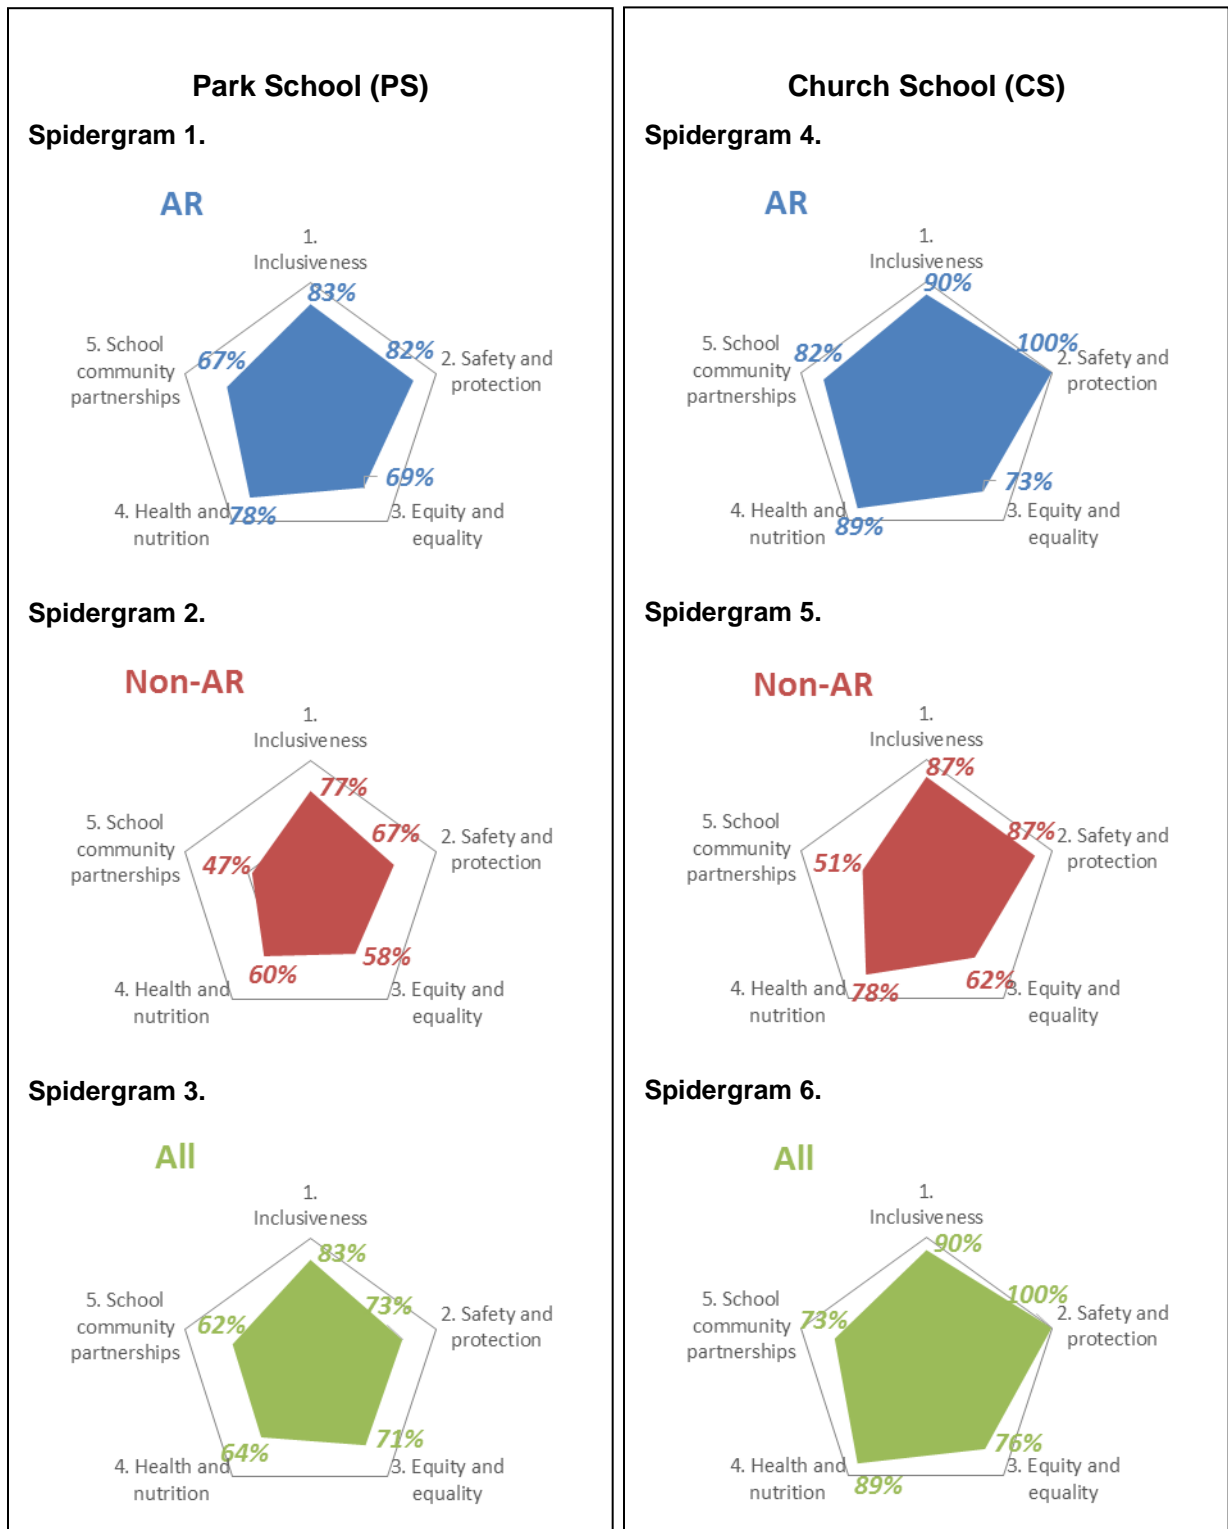 Park School (PS)
Spidergram 1.
AR
1.
Inclusiveness
83%
82%
2. Safety and
protection
69%
3. Equity and
equality
78%
4. Health and
nutrition
67%
5. School
community
partnerships
Spidergram 2.
Non-AR
1.
Inclusiveness
77%
67%
2. Safety and
protection
58%
3. Equity and
equality
60%
4. Health and
nutrition
47%
5. School
community
partnerships
Spidergram 3.
All
1.
Inclusiveness
83%
73%
2. Safety and
protection
71%
3. Equity and
equality
64%
4. Health and
nutrition
62%
5. School
community
partnerships
Church School (CS)
Spidergram 4.
AR
1.
Inclusiveness
90%
100%
2. Safety and
protection
73%
3. Equity and
equality
89%
4. Health and
nutrition
82%
5. School
community
partnerships
Spidergram 5.
Non-AR
1.
Inclusiveness
87%
87%
2. Safety and
protection
62%
3. Equity and
equality
78%
4. Health and
nutrition
51%
5. School
community
partnerships
Spidergram 6.
All
1.
Inclusiveness
90%
100%
2. Safety and
protection
76%
3. Equity and
equality
89%
4. Health and
nutrition
73%
5. School
community
partnerships